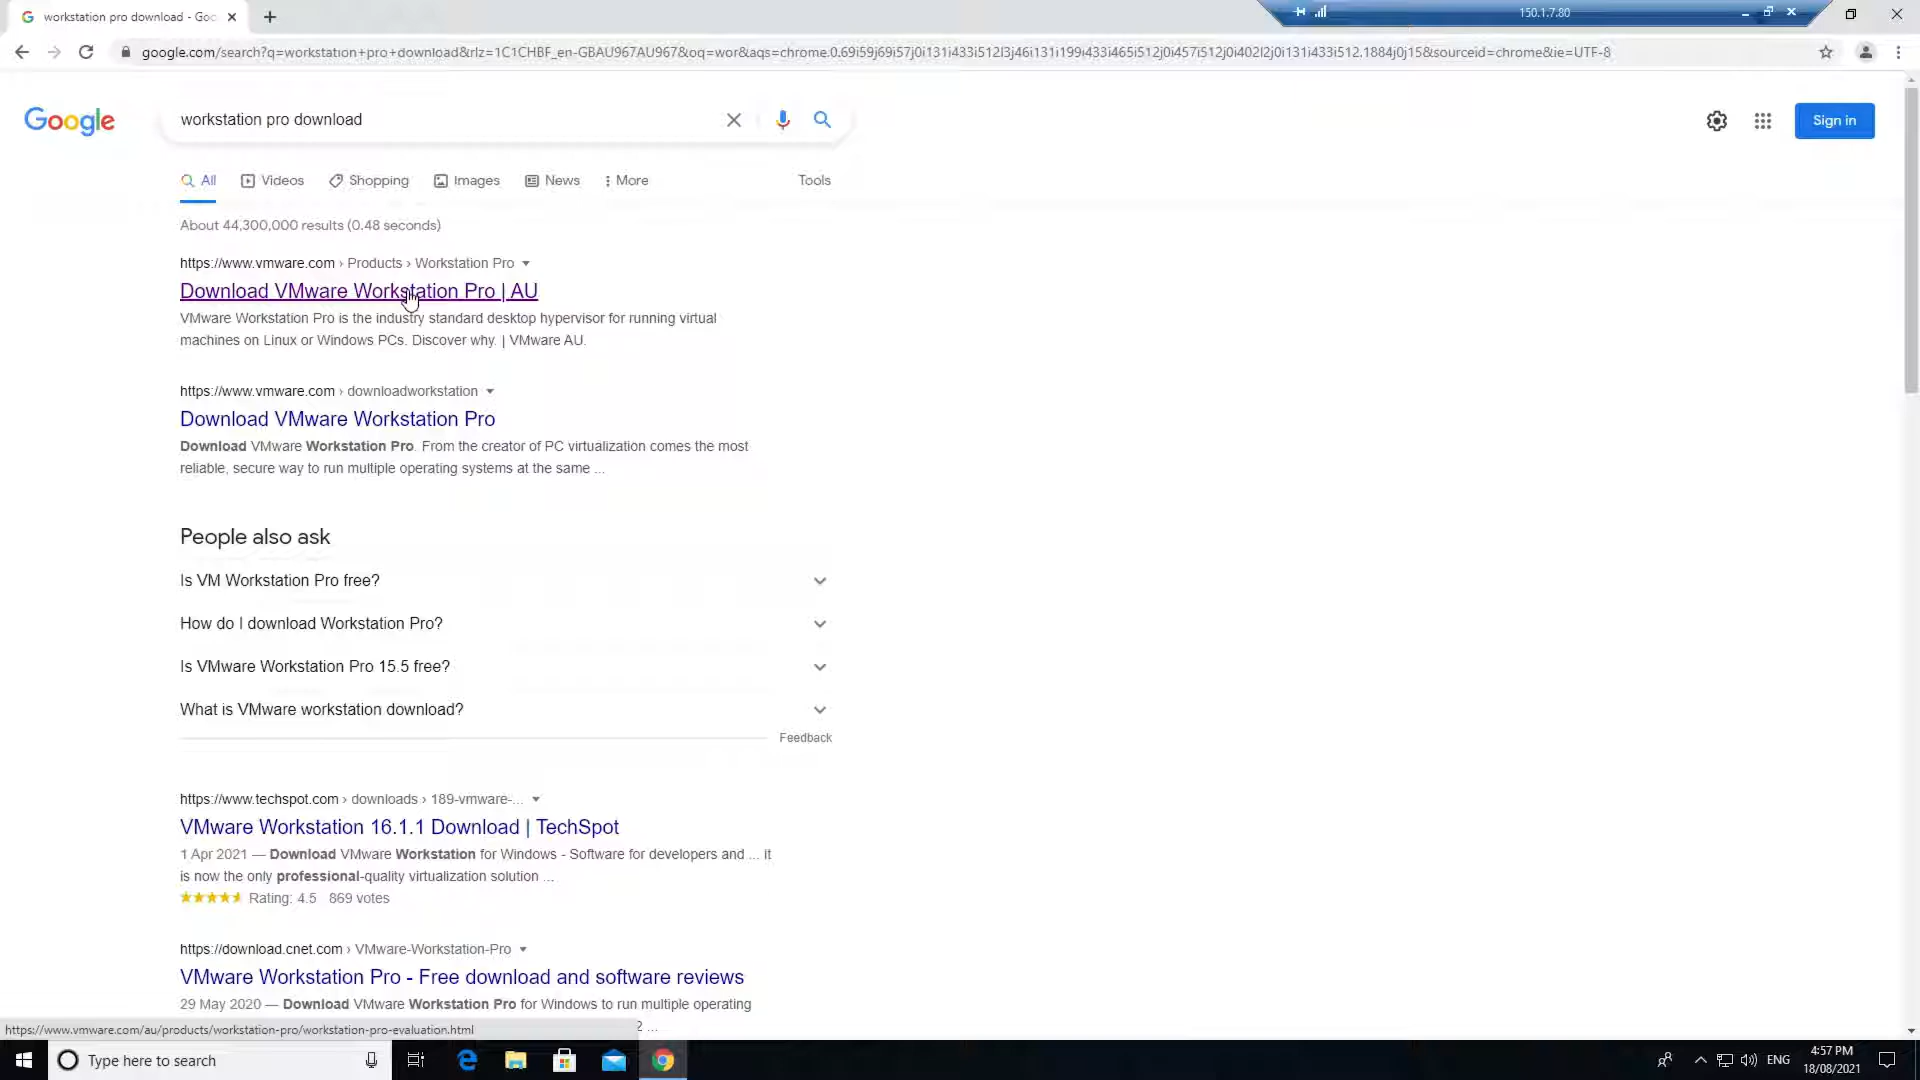 workstation pro download - Goo
150.1.7.80
google.com/search?q=workstation+pro+download&rlz=1C1CHBF_en-GBAU967AU967&oq=wor&aqs=chrome.0.69i59j69i57j0i131i433i512l3j46i131i199i433i465i512j0i457i512j0i402l2j0i131i433i512.1884j0j15&sourceid=chrome&ie=UTF-8
Google
workstation pro download
Sign in
All
Videos
Shopping
Images
News
More
Tools
About 44,300,000 results (0.48 seconds)
https://www.vmware.com › Products › Workstation Pro
Download VMware Workstation Pro | AU
VMware Workstation Pro is the industry standard desktop hypervisor for running virtual
machines on Linux or Windows PCs. Discover why. | VMware AU.
https://www.vmware.com › downloadworkstation
Download VMware Workstation Pro
Download VMware Workstation Pro. From the creator of PC virtualization comes the most
reliable, secure way to run multiple operating systems at the same ...
People also ask
Is VM Workstation Pro free?
How do I download Workstation Pro?
Is VMware Workstation Pro 15.5 free?
What is VMware workstation download?
Feedback
https://www.techspot.com › downloads › 189-vmware-...
VMware Workstation 16.1.1 Download | TechSpot
1 Apr 2021 — Download VMware Workstation for Windows - Software for developers and ... it
is now the only professional-quality virtualization solution ...
Rating: 4.5 869 votes
https://download.cnet.com › VMware-Workstation-Pro
VMware Workstation Pro - Free download and software reviews
29 May 2020 — Download VMware Workstation Pro for Windows to run multiple operating
2 ...
https://www.vmware.com/au/products/workstation-pro/workstation-pro-evaluation.html
Type here to search
ENG
4:57 PM
18/08/2021